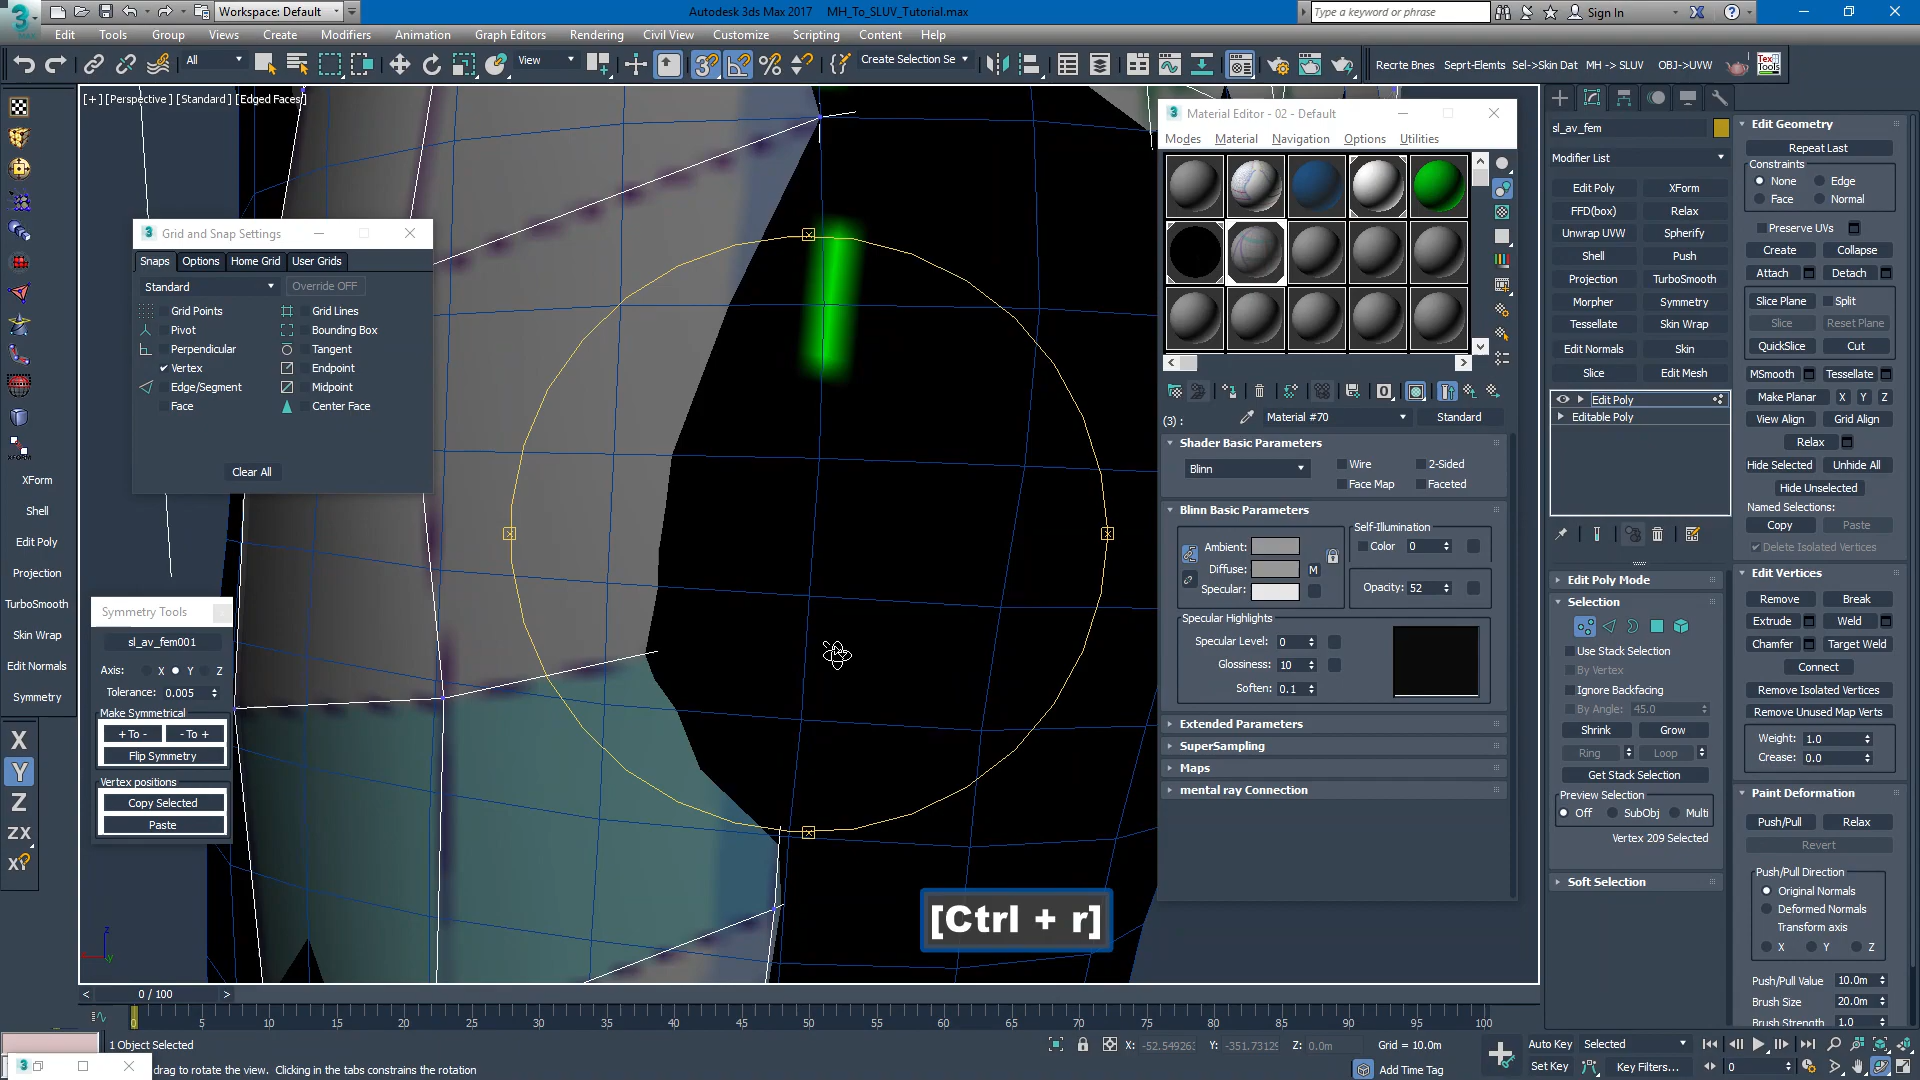 Workspace: Default
Autodesk 3ds Max 2017    MH_To_SLUV_Tutorial.max
Type a keyword or phrase
Sign In
Edit Tools Group Views Create Modifiers Animation Graph Editors Rendering Civil View Customize Scripting Content Help
All
View
Create Selection Se
Recrte Bnes Seprt-Elemts Sel->Skin Dat MH -> SLUV OBJ->UVW
[+] [Perspective] [Standard] [Edged Faces]
Grid and Snap Settings
Snaps Options Home Grid User Grids
Standard Override OFF
Grid Points Grid Lines
Pivot Bounding Box
Perpendicular Tangent
Vertex Endpoint
Edge/Segment Midpoint
Face Center Face
Clear All
XForm
Shell
Edit Poly
Projection
TurboSmooth
Skin Wrap
Edit Normals
Symmetry
X
Y
Z
ZX
XY
Symmetry Tools
sl_av_fem001
Axis: X Y Z
Tolerance: 0.005
Make Symmetrical
+ To - - To +
Flip Symmetry
Vertex positions
Copy Selected
Paste
[Ctrl + r]
Material Editor - 02 - Default
Modes Material Navigation Options Utilities
(3) : Material #70 Standard
Shader Basic Parameters
Blinn Wire 2-Sided
Face Map Faceted
Blinn Basic Parameters
Self-Illumination
Ambient: Color 0
Diffuse: M
Specular: Opacity: 52
Specular Highlights
Specular Level: 0
Glossiness: 10
Soften: 0.1
Extended Parameters
SuperSampling
Maps
mental ray Connection
sl_av_fem
Modifier List
Edit Poly XForm
FFD(box) Relax
Unwrap UVW Spherify
Shell Push
Projection TurboSmooth
Morpher Symmetry
Tessellate Skin Wrap
Edit Normals Skin
Slice Edit Mesh
Edit Poly
Editable Poly
Edit Poly Mode
Selection
Use Stack Selection
By Vertex
Ignore Backfacing
By Angle: 45.0
Shrink Grow
Ring Loop
Get Stack Selection
Preview Selection
Off SubObj Multi
Vertex 209 Selected
Soft Selection
Edit Geometry
Repeat Last
Constraints
None Edge
Face Normal
Preserve UVs
Create Collapse
Attach Detach
Slice Plane Split
Slice Reset Plane
QuickSlice Cut
MSmooth Tessellate
Make Planar X Y Z
View Align Grid Align
Relax
Hide Selected Unhide All
Hide Unselected
Named Selections:
Copy Paste
Delete Isolated Vertices
Edit Vertices
Remove Break
Extrude Weld
Chamfer Target Weld
Connect
Remove Isolated Vertices
Remove Unused Map Verts
Weight: 1.0
Crease: 0.0
Paint Deformation
Push/Pull Relax
Revert
Push/Pull Direction
Original Normals
Deformed Normals
Transform axis
X Y Z
Push/Pull Value 10.0m
Brush Size 20.0m
Brush Strength 1.0
0 / 100
0 5 10 15 20 25 30 35 40 45 50 55 60 65 70 75 80 85 90 95 100
1 Object Selected
X: -52.549263 Y: -351.73129 Z: 0.0m Grid = 10.0m
Auto Key Selected
drag to rotate the view. Clicking in the tabs constrains the rotation
Add Time Tag
Set Key Key Filters... 0